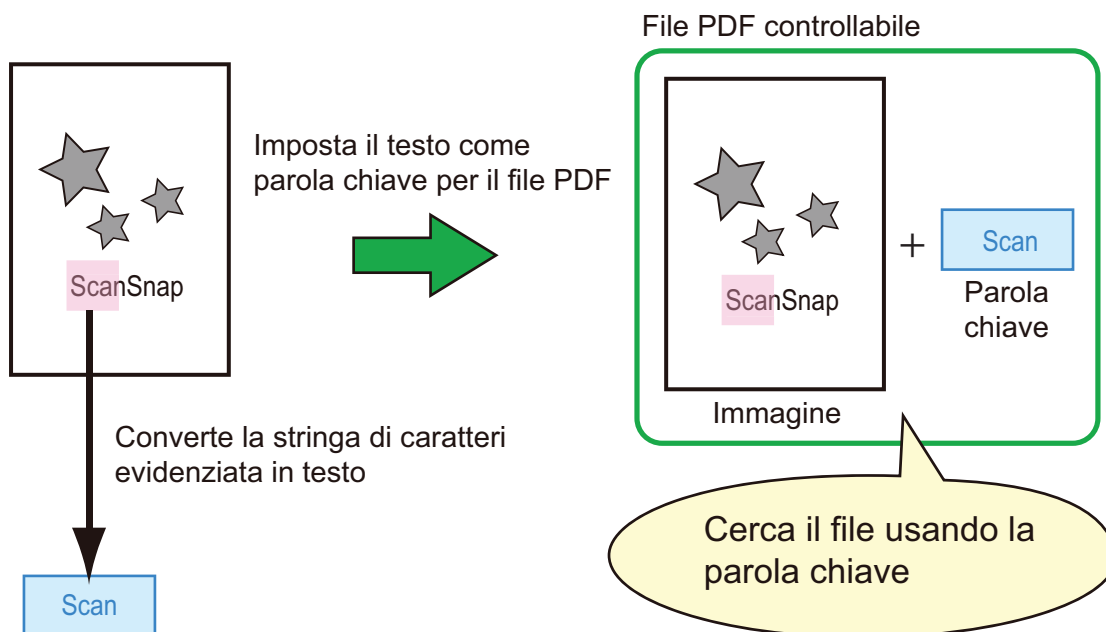 File PDF controllabile
Imposta il testo come
parola chiave per il file PDF
ScanSnap
ScanSnap
+
Scan
Parola
chiave
Immagine
Converte la stringa di caratteri
evidenziata in testo
Cerca il file usando la
parola chiave
Scan